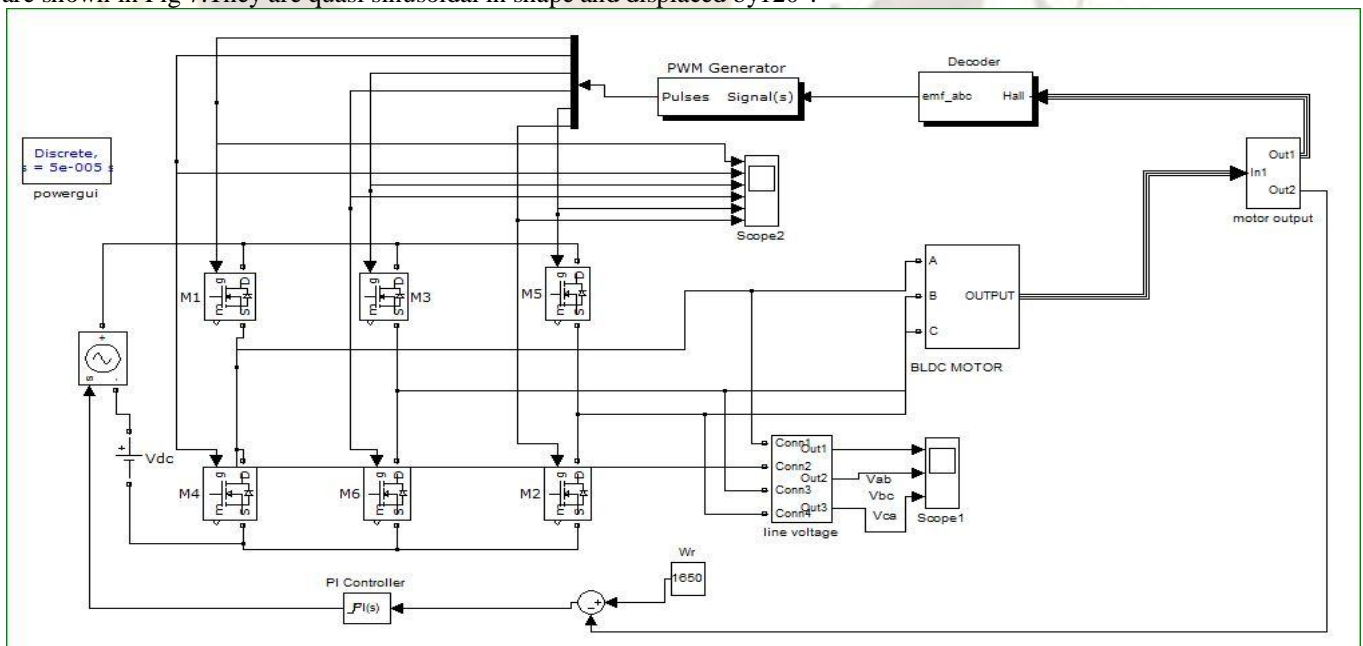 are shown in Fig 7.They are quasi sinusoidal in shape and displaced by120
PWM Generator
Pulses Signal(s)
Decoder
emf_abc Hall
Discrete,
s = 5e-005 s
powergui
Out1
In1
Out2
motor output
Scope2
g D
m S
M1
g D
m S
M3
g D
m S
M5
A
B OUTPUT
C
BLDC MOTOR
+
s -
+
Vdc
g D
m S
M4
g D
m S
M6
g D
m S
M2
Conn1 Out1
Conn2
Out2
Conn3
Out3
Conn4
line voltage
Vab
Vbc
Vca
Scope1
Wr
1650
PI Controller
PI(s)
- +